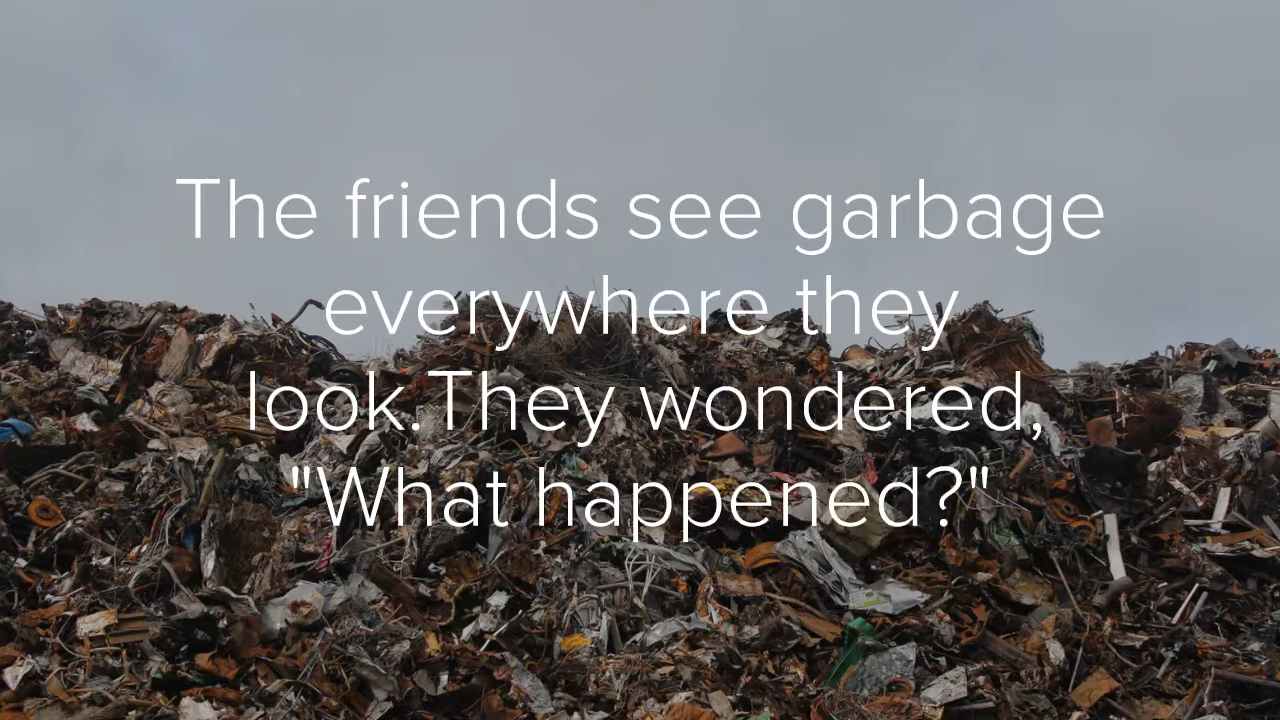 The friends see garbage
everywhere they
look.They wondered,
"What happened?"